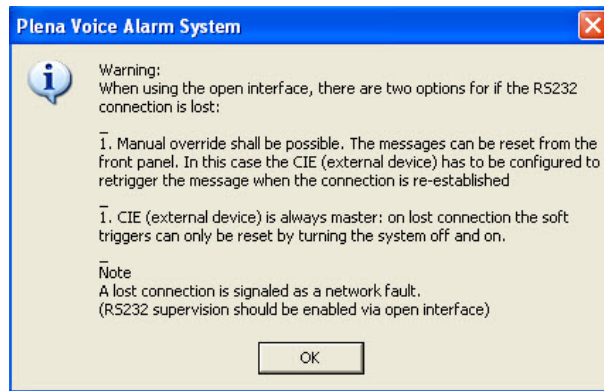 Plena Voice Alarm System
Warning:
When using the open interface, there are two options for if the RS232
connection is lost:
_
1. Manual override shall be possible. The messages can be reset from the
front panel. In this case the CIE (external device) has to be configured to
retrigger the message when the connection is re-established
_
1. CIE (external device) is always master: on lost connection the soft
triggers can only be reset by turning the system off and on.
_
Note
A lost connection is signaled as a network fault.
(RS232 supervision should be enabled via open interface)
OK